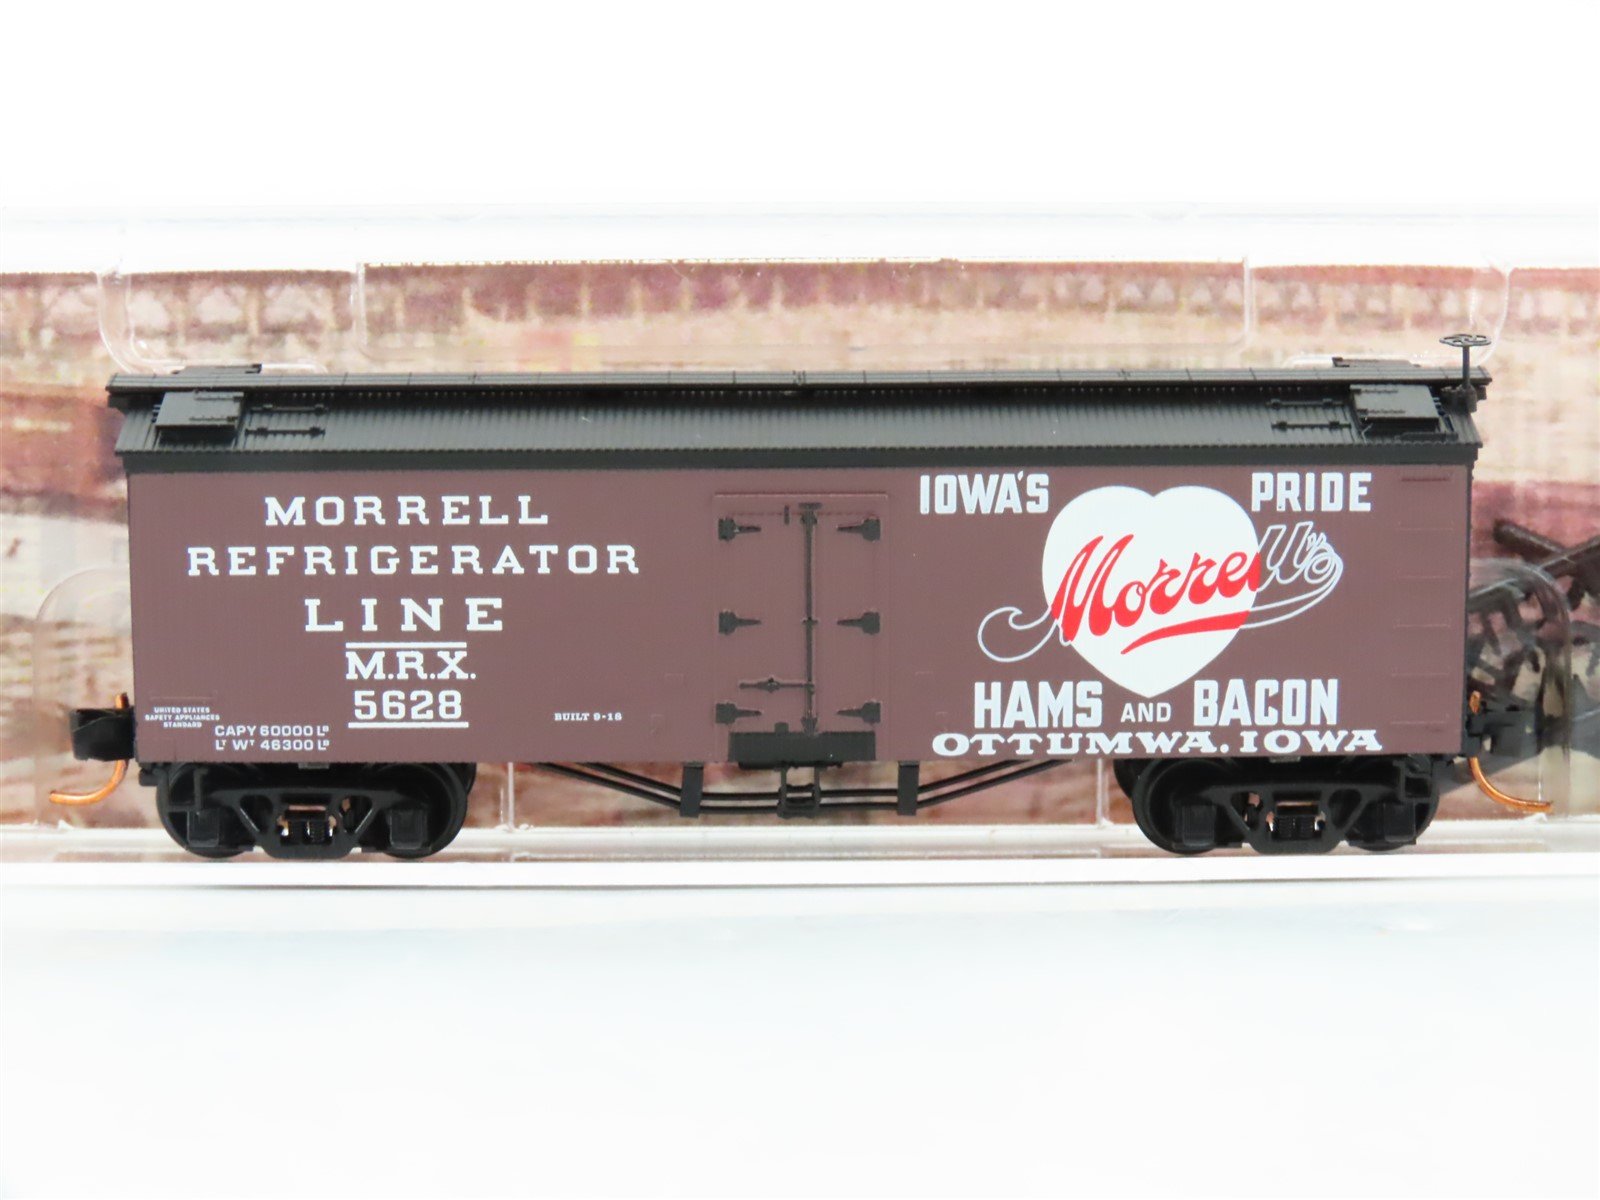 MORRELL
REFRIGERATOR
LINE
M.R.X.
5628
UNITED STATES
SAFETY APPLIANCES
STANDARD
CAPY 60000 LB
LT WT 46300 LB
BUILT 9-18
IOWA'S PRIDE
Morrell's
HAMS AND BACON
OTTUMWA, IOWA